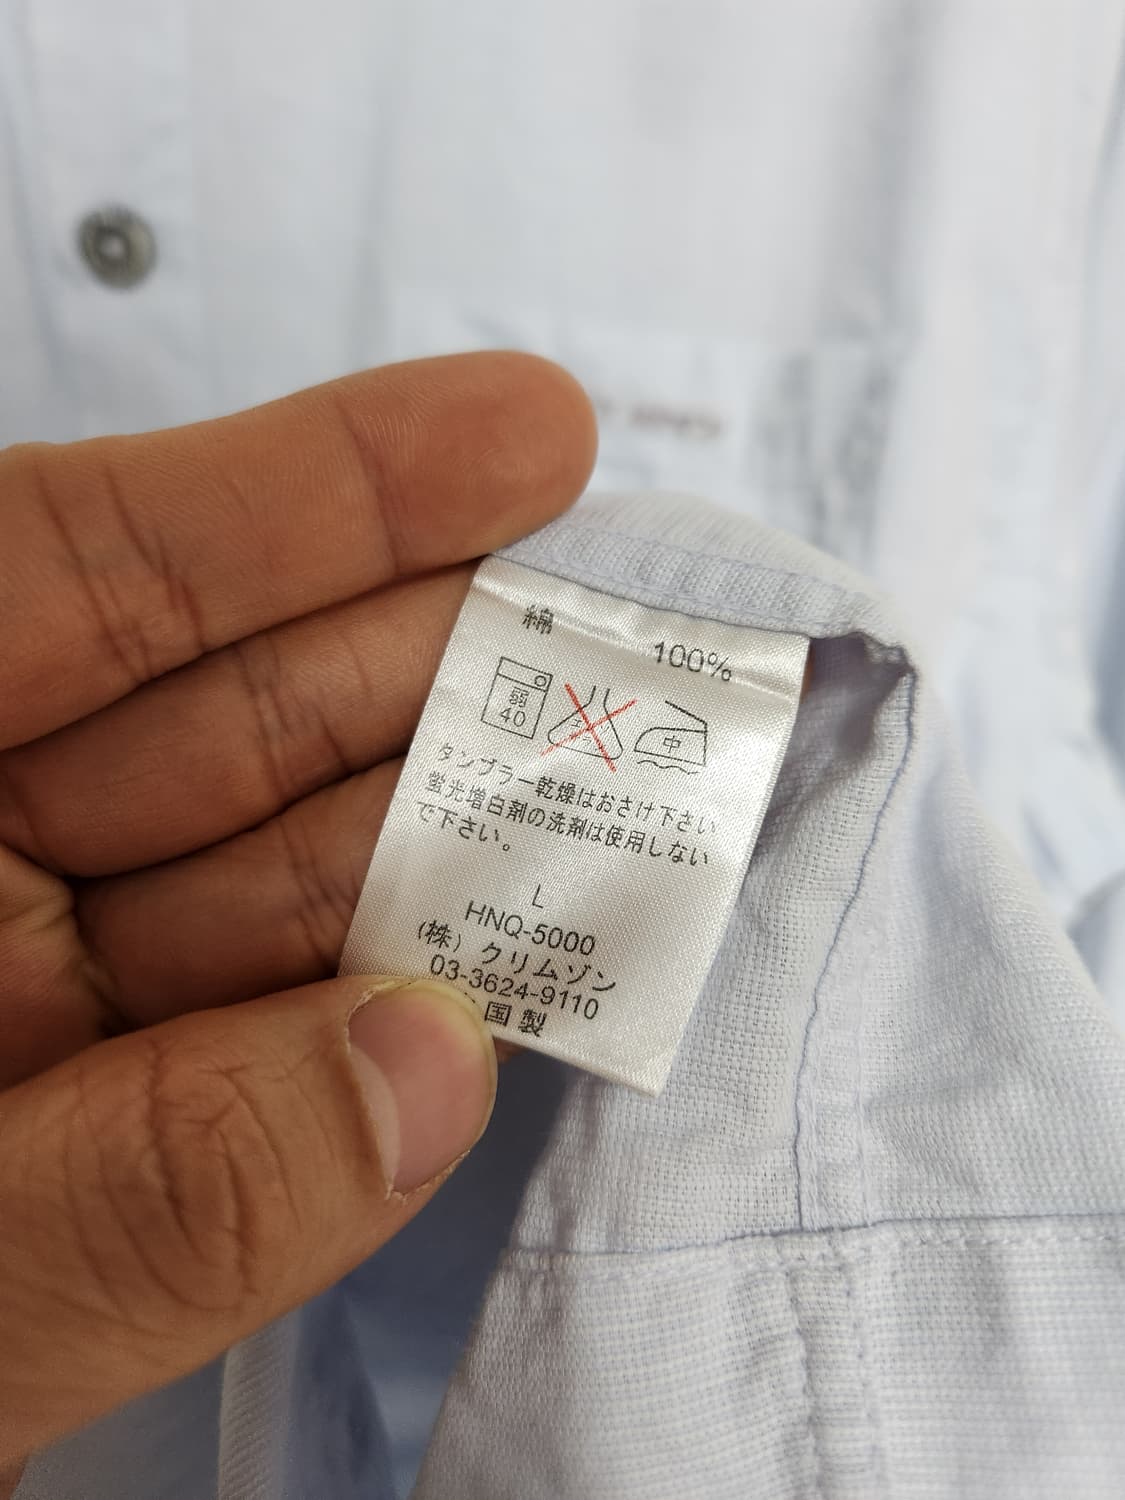 綿 100%
弱
40
中
タンブラー乾燥はおさけ下さい
蛍光増白剤の洗剤は使用しない
で下さい。
L
HNQ-5000
(株) クリムゾン
03-3624-9110
国製